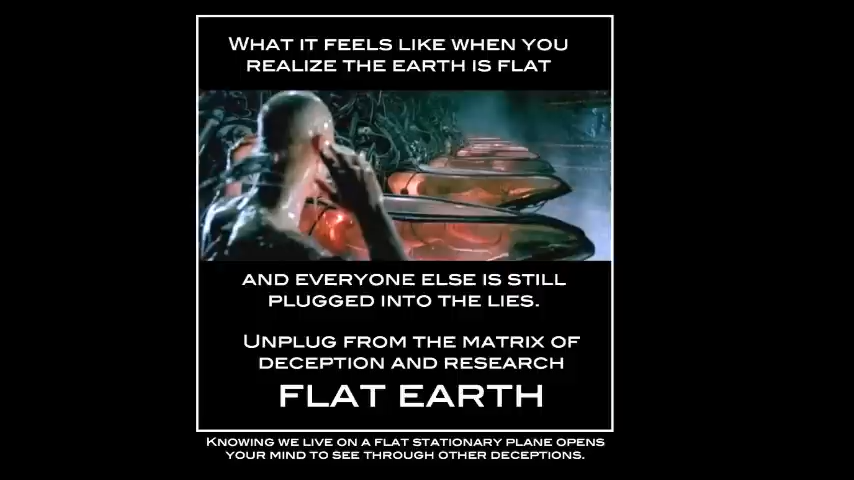 What it feels like when you
realize the earth is flat
and everyone else is still
plugged into the lies.
Unplug from the matrix of
deception and research
FLAT EARTH
Knowing we live on a flat stationary plane opens
your mind to see through other deceptions.